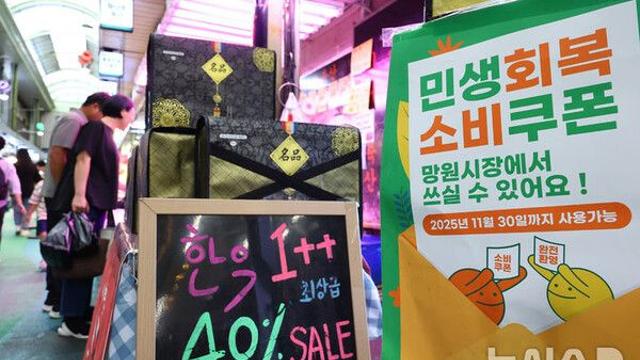 名品
名品
한우 1++
최상급
40% SALE
민생회복
소비쿠폰
망원시장에서
쓰실 수 있어요 !
2025년 11월 30일까지 사용가능
소비
쿠폰
완전
환영